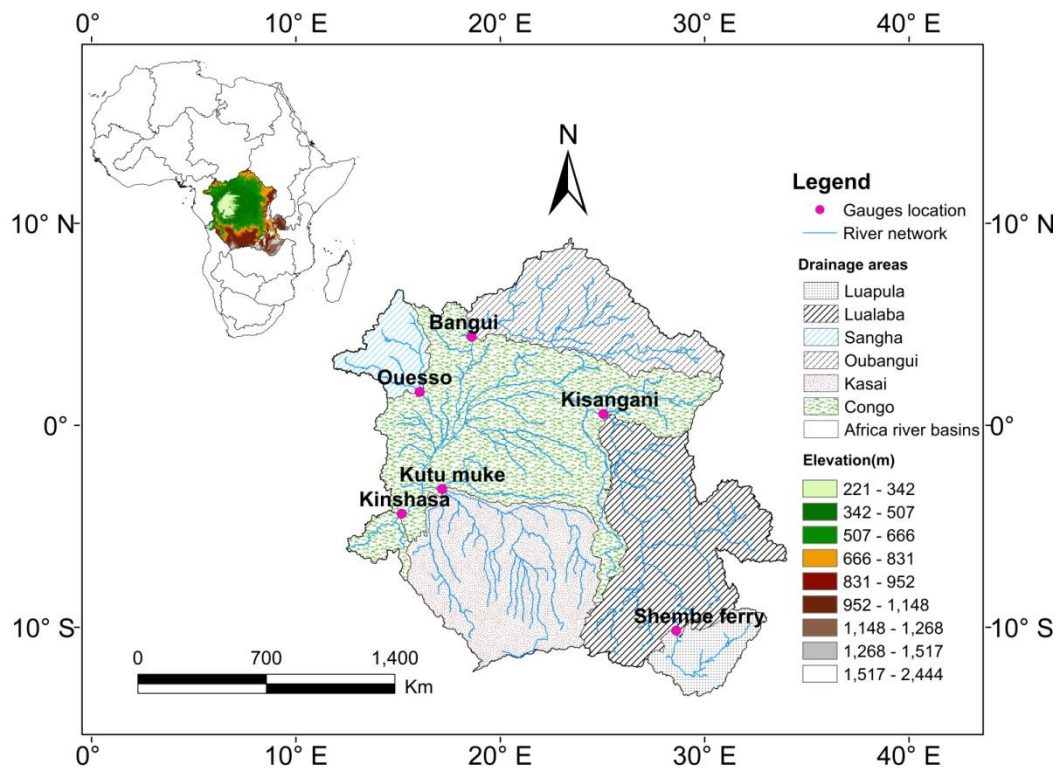 0° 10° E 20° E 30° E 40° E
N
10° N
10° N
Legend
Gauges location
River network
Drainage areas
Luapula
Lualaba
Sangha
Oubangui
Kasai
Congo
Africa river basins
Elevation(m)
221 - 342
342 - 507
507 - 666
666 - 831
831 - 952
952 - 1,148
1,148 - 1,268
1,268 - 1,517
1,517 - 2,444
Bangui
Ouesso
Kisangani
0°
0°
Kutu muke
Kinshasa
Shembe ferry
10° S
10° S
0 700 1,400
Km
0° 10° E 20° E 30° E 40° E